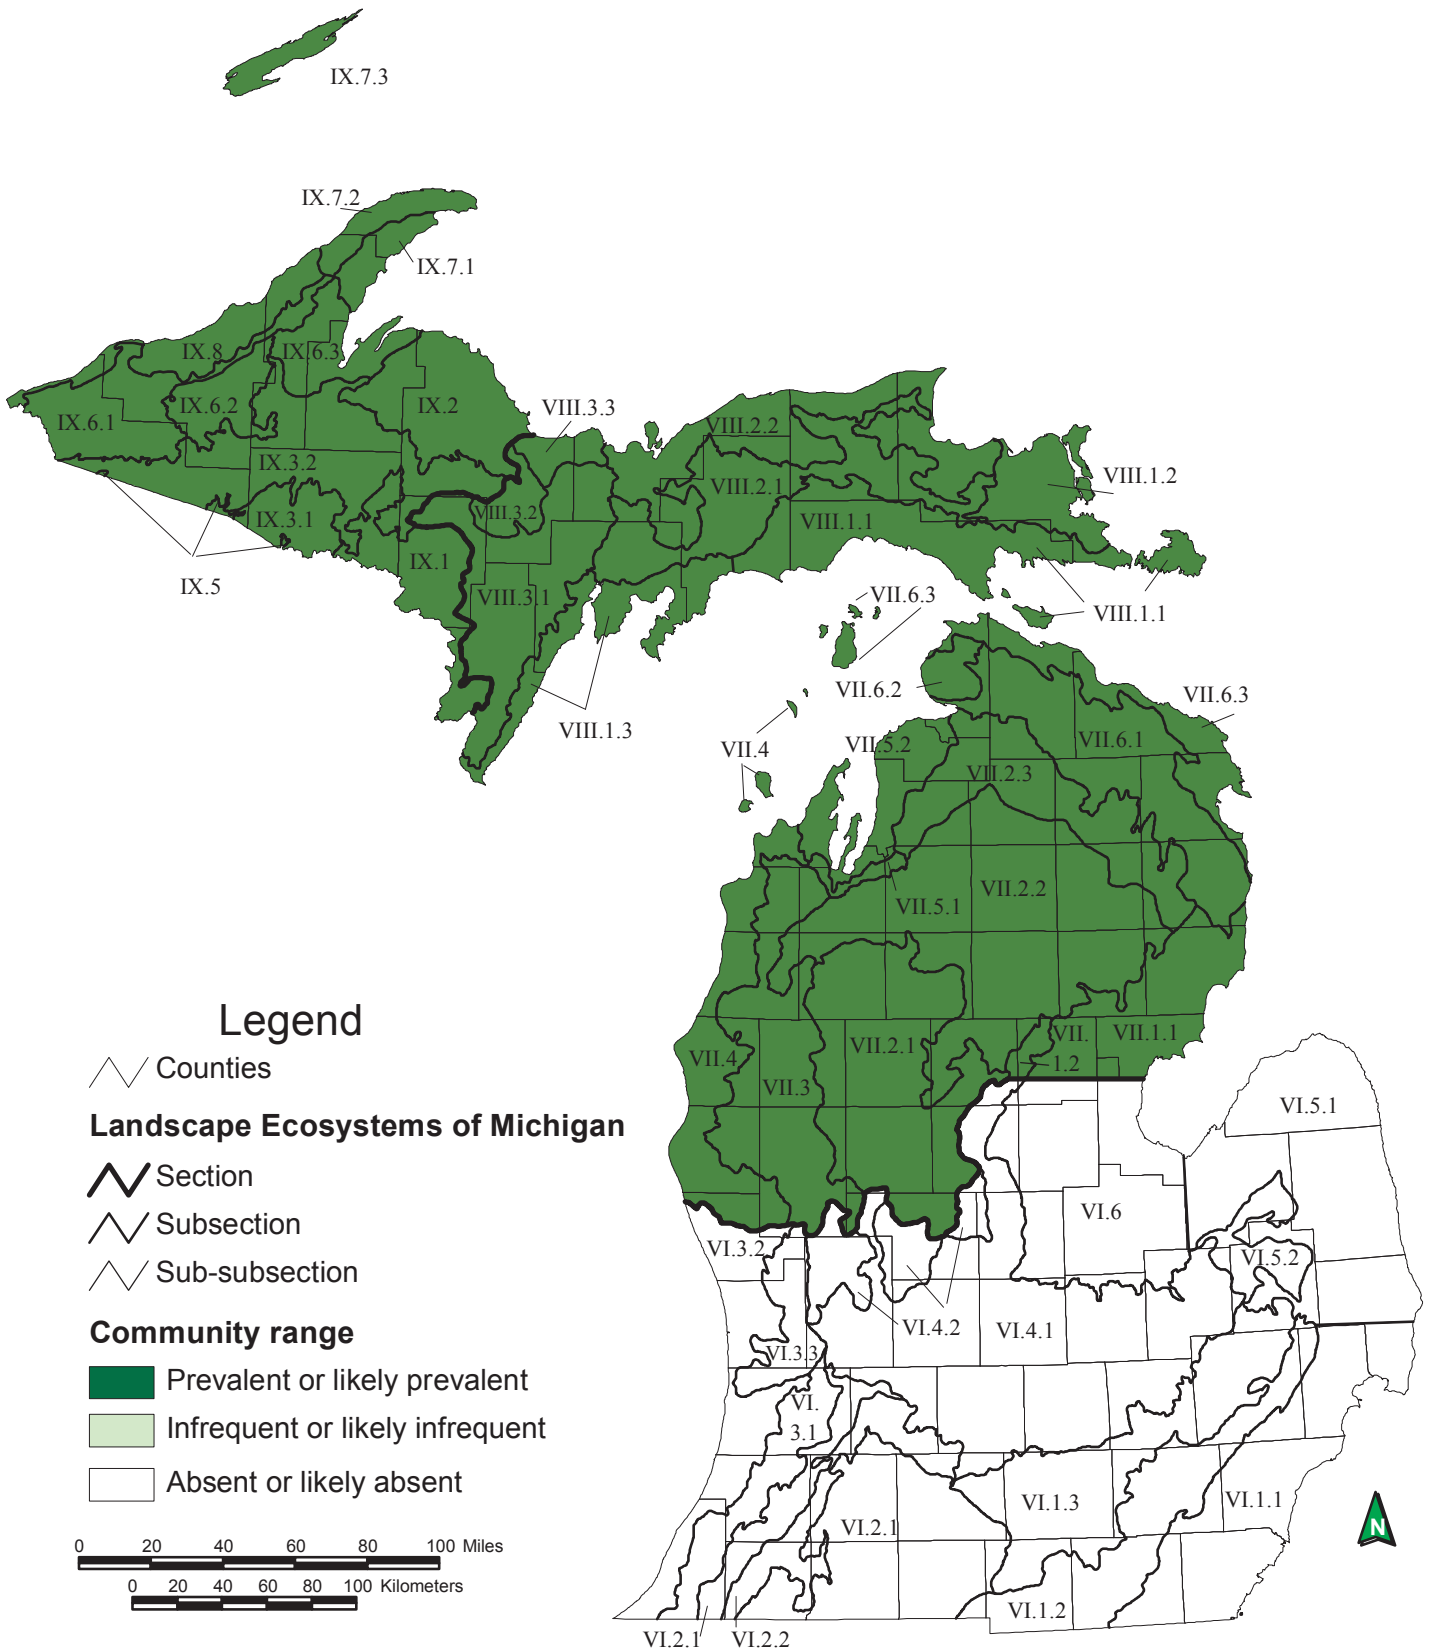 IX.7.3
IX.7.2
IX.7.1
IX.8
IX.6.3
IX.6.1
IX.6.2
IX.2
VIII.3.3
VIII.2.2
IX.3.2
VIII.2.1
VIII.1.2
IX.3.1
VIII.3.2
VIII.1.1
IX.1
IX.5
VIII.3.1
VII.6.3
VIII.1.1
VII.6.2
VII.6.3
VIII.1.3
VII.4
VII.5.2
VII.6.1
VII.2.3
VII.2.2
VII.5.1
VII.4
VII.3
VII.2.1
VII.
1.2
VII.1.1
Legend
Counties
Landscape Ecosystems of Michigan
Section
Subsection
Sub-subsection
Community range
Prevalent or likely prevalent
Infrequent or likely infrequent
Absent or likely absent
0 20 40 60 80 100 Miles
0 20 40 60 80 100 Kilometers
VI.5.1
VI.6
VI.3.2
VI.5.2
VI.4.2
VI.4.1
VI.3.3
VI.
3.1
VI.1.3
VI.1.1
VI.2.1
N
VI.1.2
VI.2.1
VI.2.2